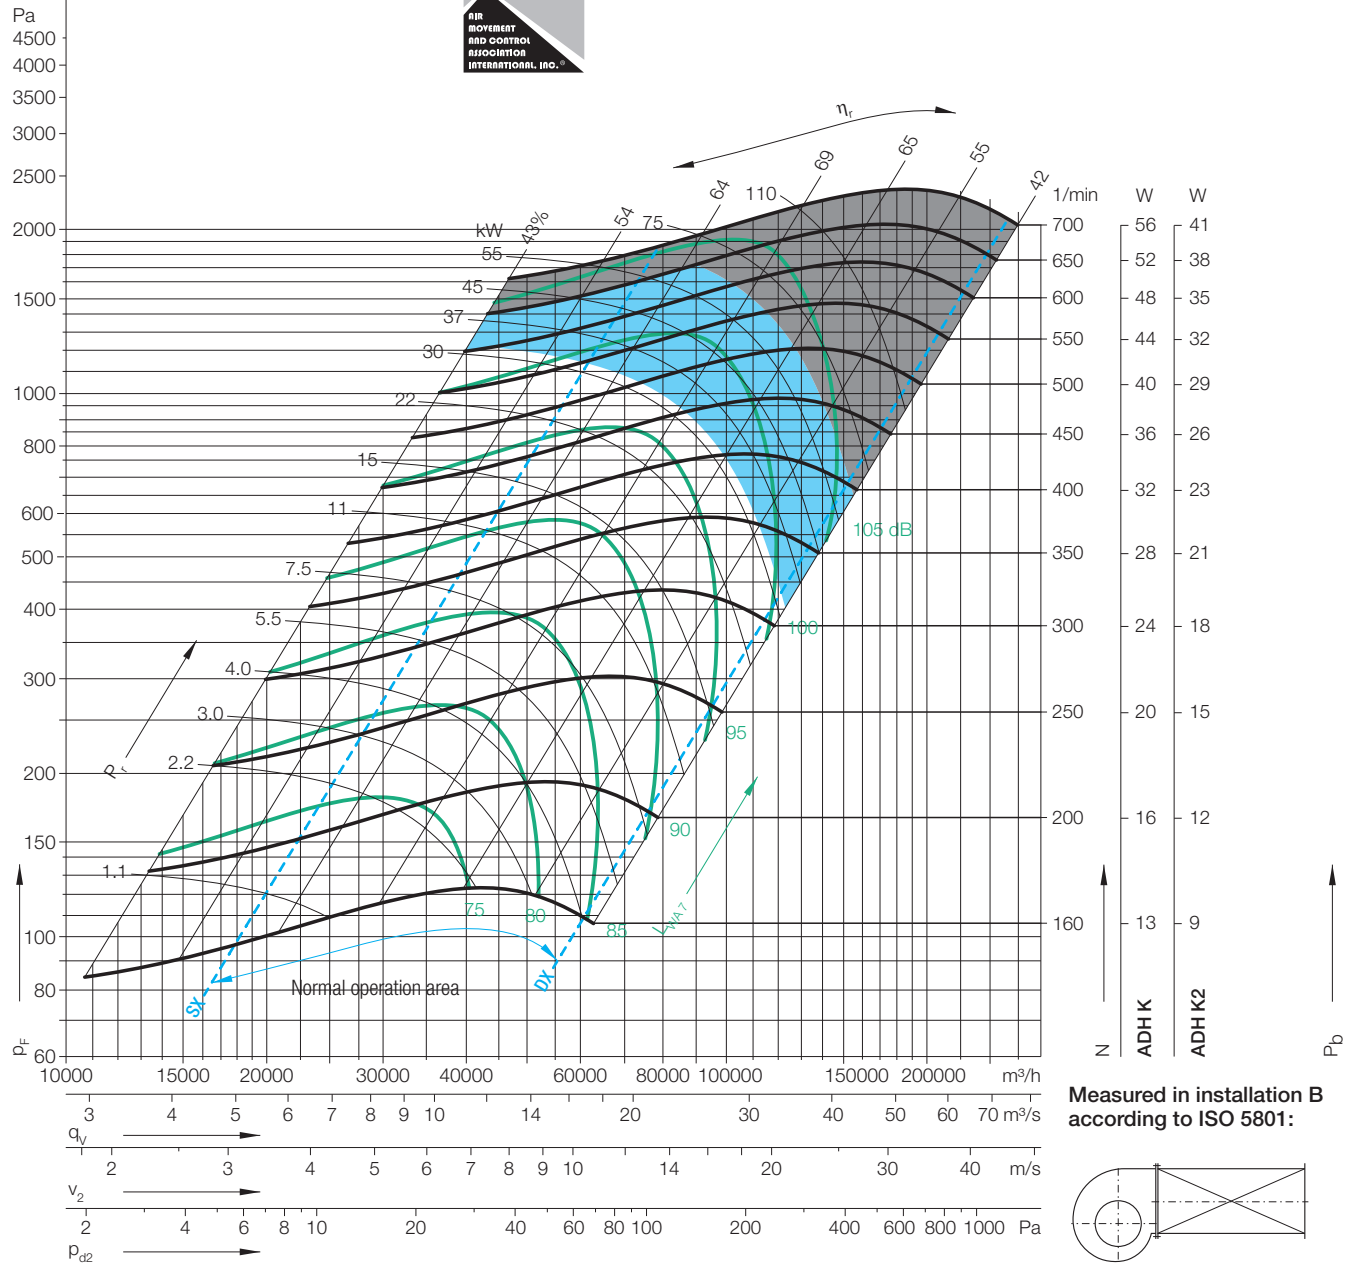 Pa
AIR
MOVEMENT
AND CONTROL
ASSOCIATION
INTERNATIONAL, INC.®
4500
4000
3500
3000
2500
2000
1500
1000
800
600
500
400
300
200
150
100
80
60
pF
ηr
43%
54
64
69
65
55
42
kW
110
75
55
45
37
30
22
15
11
7.5
5.5
4.0
3.0
2.2
1.1
Pr
105 dB
100
95
90
85
80
75
LWA7
SX
DX
Normal operation area
1/min W W
700 56 41
650 52 38
600 48 35
550 44 32
500 40 29
450 36 26
400 32 23
350 28 21
300 24 18
250 20 15
200 16 12
160 13 9
N
ADH K
ADH K2
Pb
10000 15000 20000 30000 40000 60000 80000 100000 150000 200000 m³/h
3 4 5 6 7 8 9 10 14 20 30 40 50 60 70 m³/s
qV
2 3 4 5 6 7 8 9 10 14 20 30 40 m/s
v2
2 4 6 8 10 20 40 60 80 100 200 400 600 800 1000 Pa
pd2
Measured in installation B
according to ISO 5801: